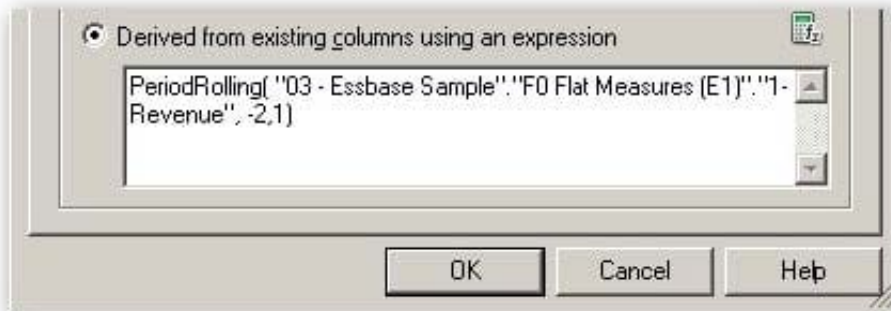 Derived from existing columns using an expression
PeriodRolling( "03 - Essbase Sample"."F0 Flat Measures (E1)"."1-
Revenue", -2,1)
OK Cancel Help